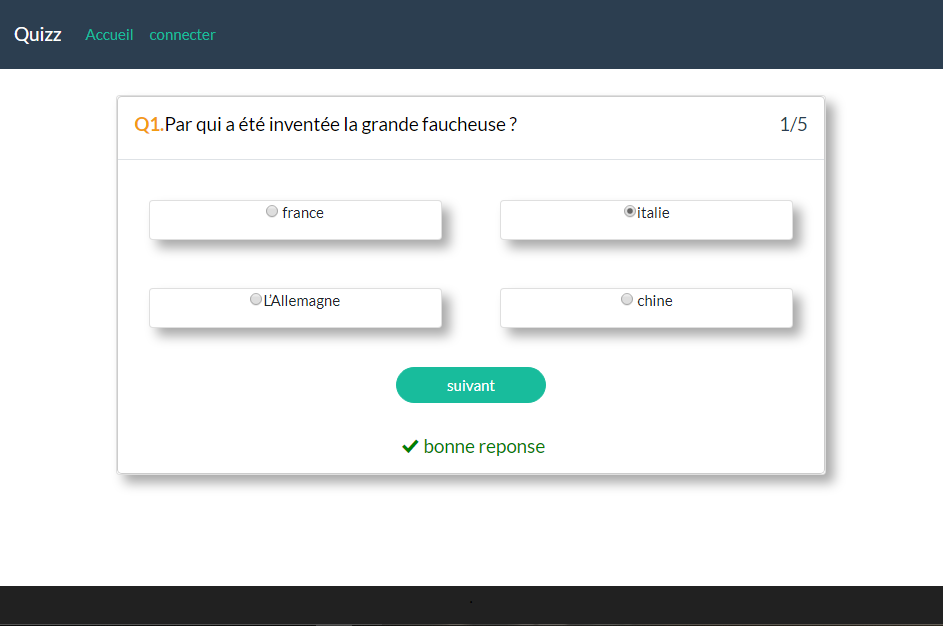 Quizz Accueil connecter
Q1.Par qui a été inventée la grande faucheuse ? 1/5
france
italie
L'Allemagne
chine
suivant
bonne reponse